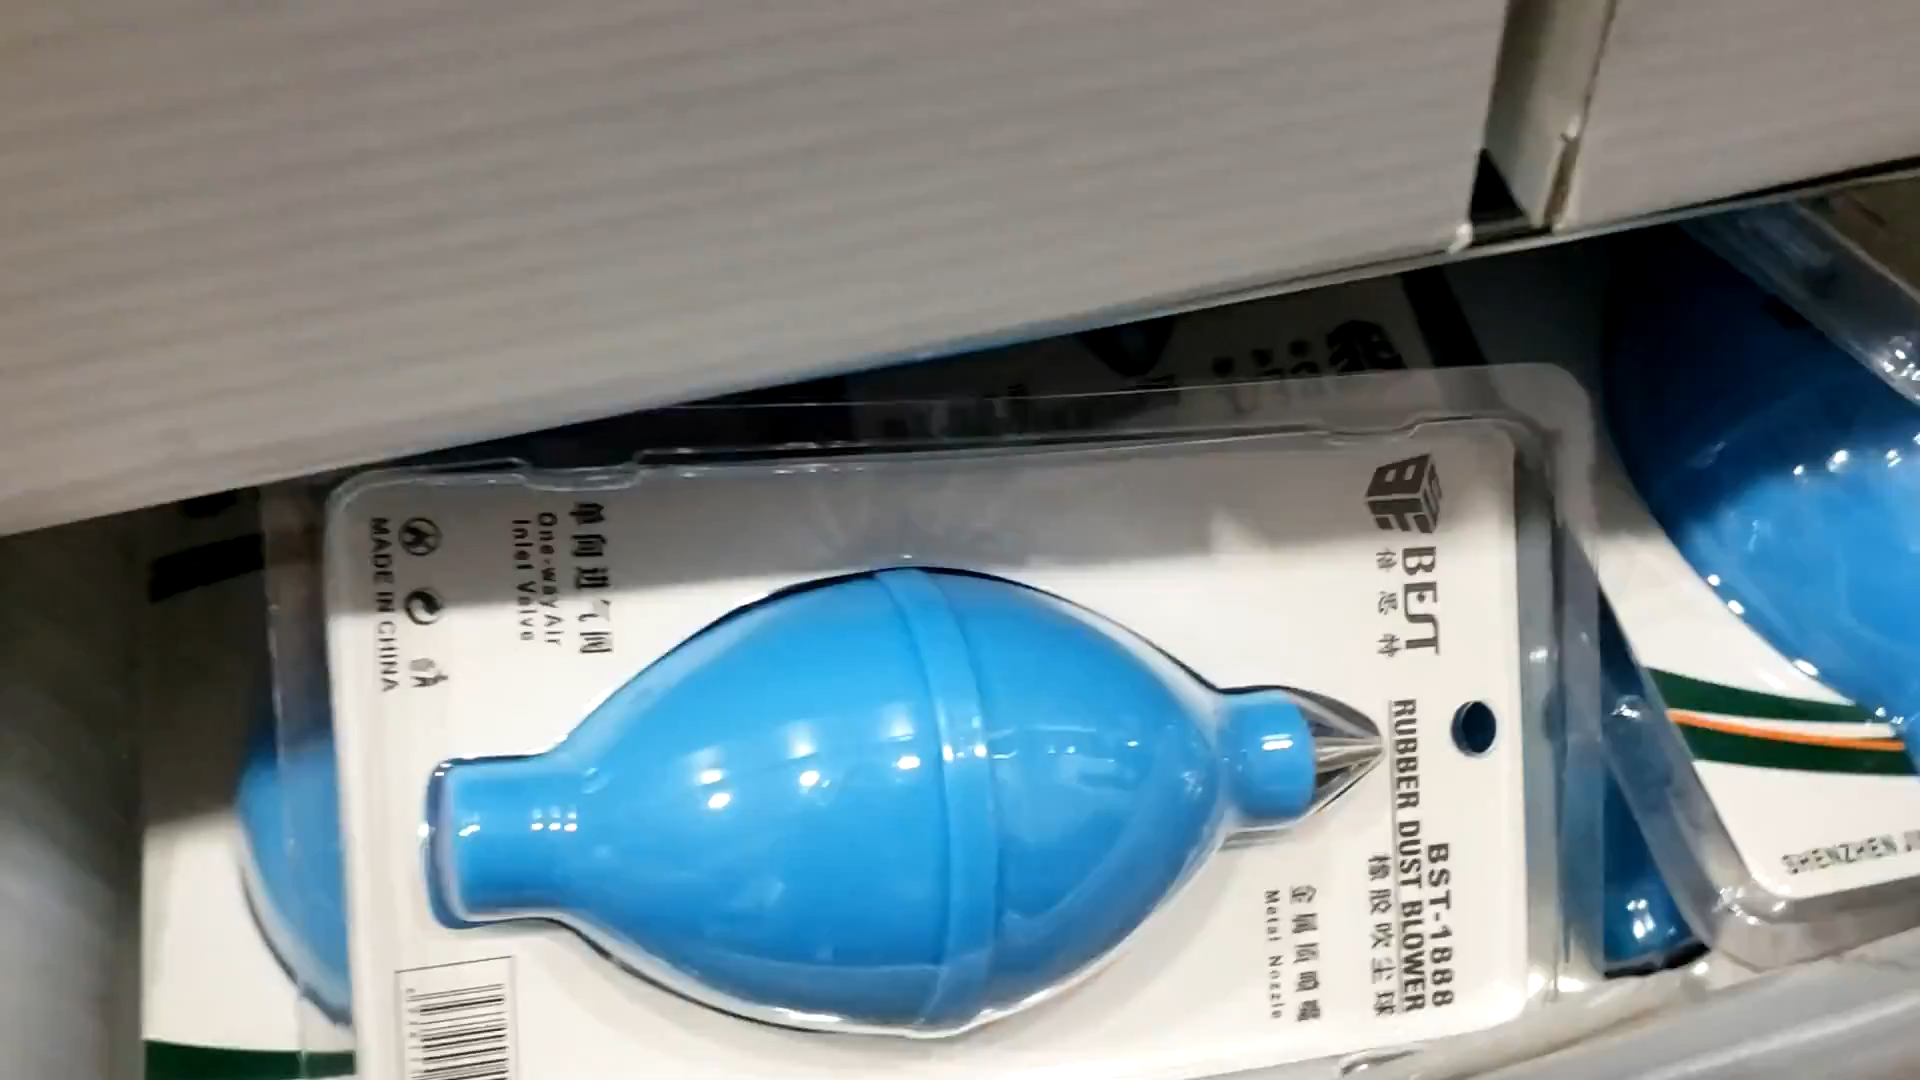 BEST
倍思特
BST-1888
RUBBER DUST BLOWER
橡胶吹尘球
金属质喷嘴
Metal Nozzle
单向进气阀
One-way Air
Inlet Valve
MADE IN CHINA
SHENZHEN